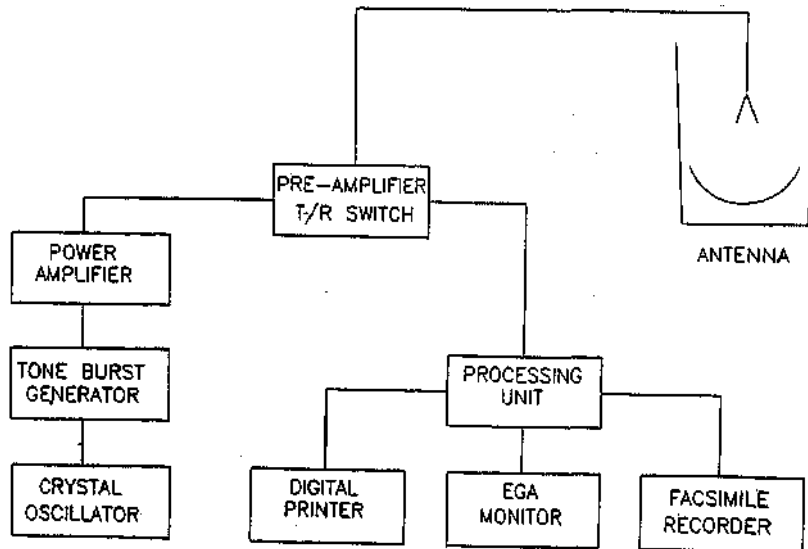 PRE-AMPLIFIER
T/R SWITCH
ANTENNA
POWER
AMPLIFIER
TONE BURST
GENERATOR
PROCESSING
UNIT
CRYSTAL
OSCILLATOR
DIGITAL
PRINTER
EGA
MONITOR
FACSIMILE
RECORDER